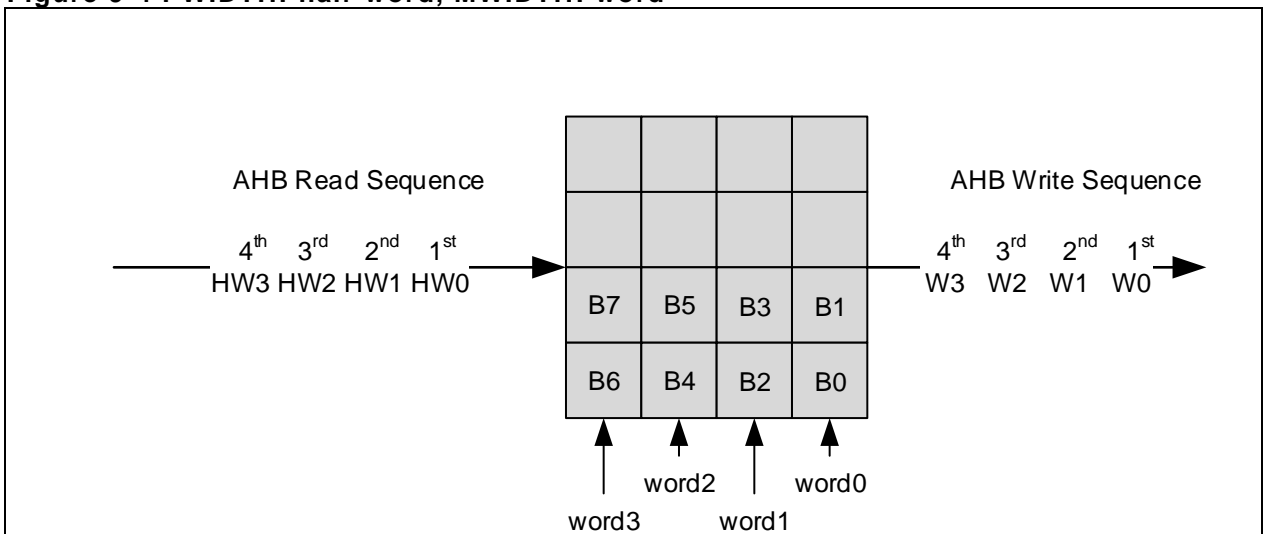 Figure 9-4 PWIDTH: half-word, MWIDTH: word
AHB Read Sequence
AHB Write Sequence
4th 3rd 2nd 1st
HW3 HW2 HW1 HW0
4th 3rd 2nd 1st
W3 W2 W1 W0
B7 B5 B3 B1
B6 B4 B2 B0
word2 word0
word3 word1